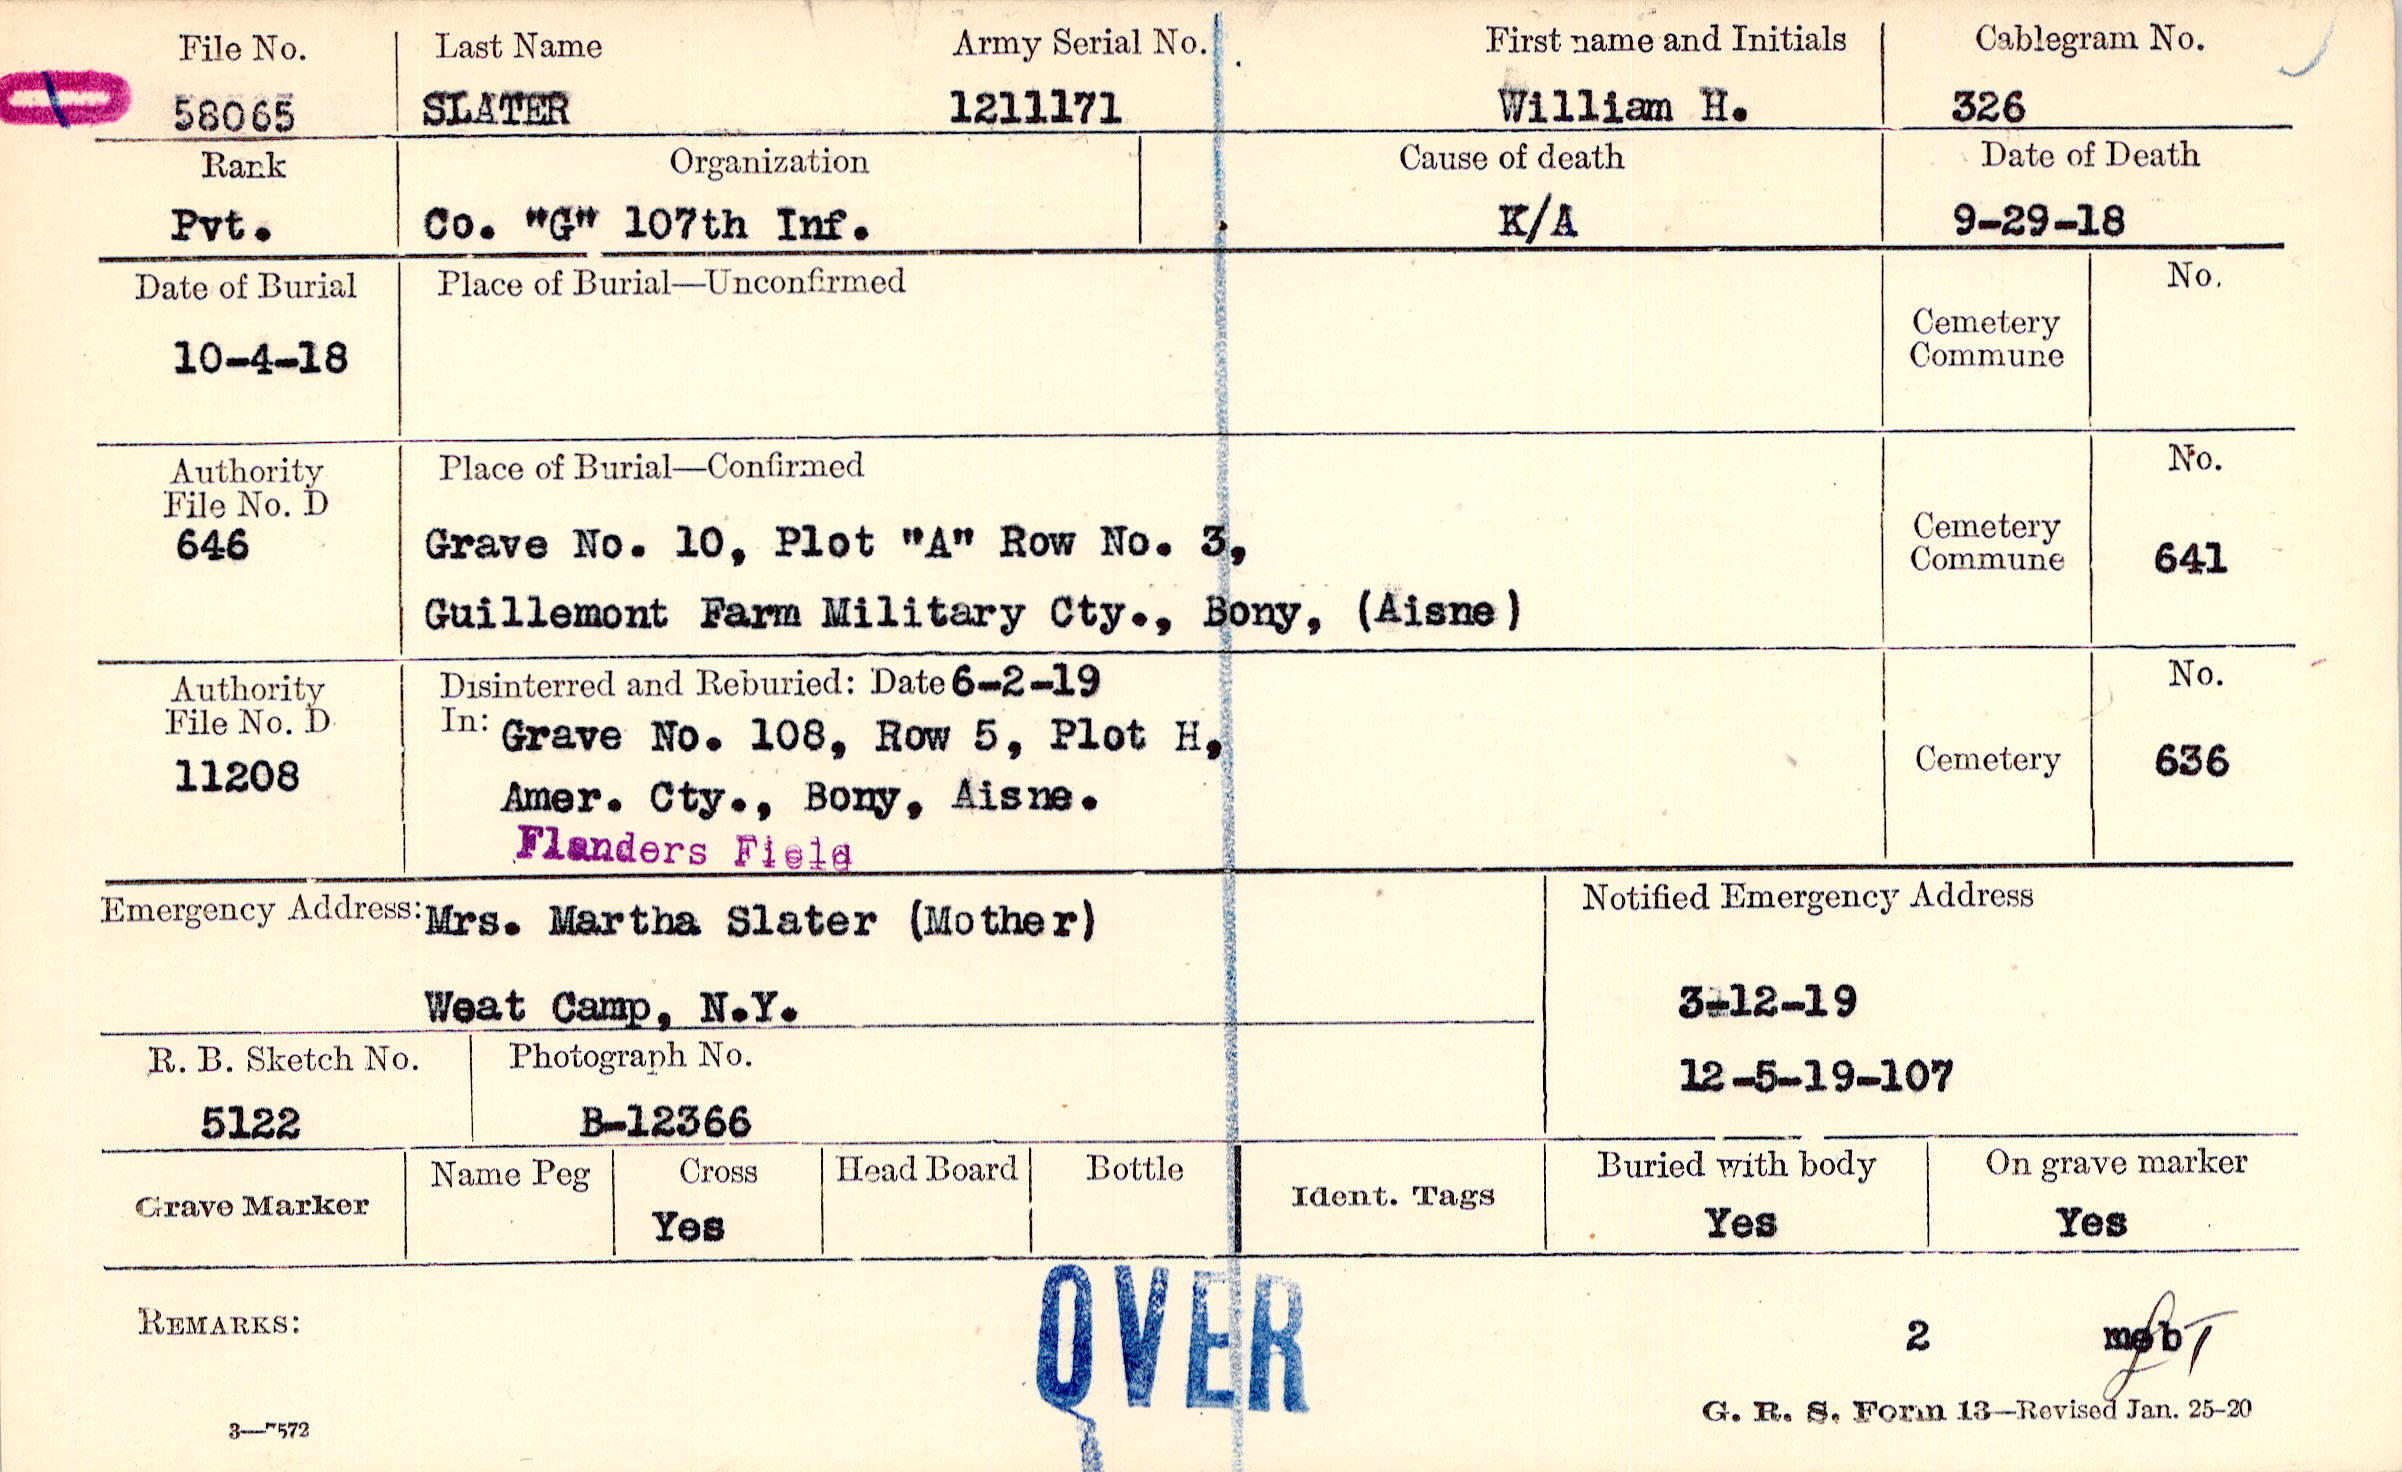 File No. Last Name Army Serial No. First name and Initials Cablegram No.
58065 SLATER 1211171 William H. 326
Rank Organization Cause of death Date of Death
Pvt. Co. "G" 107th Inf. K/A 9-29-18
Date of Burial Place of Burial—Unconfirmed No.
10-4-18
Cemetery
Commune
Authority Place of Burial—Confirmed No.
File No. D
646 Grave No. 10, Plot "A" Row No. 3,
Cemetery
Commune 641
Guillemont Farm Military Cty., Bony, (Aisne)
Authority Disinterred and Reburied: Date 6-2-19 No.
File No. D In: Grave No. 108, Row 5, Plot H,
11208 Cemetery 636
Amer. Cty., Bony, Aisne.
Flanders Field
Emergency Address: Mrs. Martha Slater (Mother) Notified Emergency Address
Weat Camp, N.Y. 3-12-19
12-5-19-107
R. B. Sketch No. Photograph No.
5122 B-12366
Grave Marker Name Peg Cross Head Board Bottle Ident. Tags Buried with body On grave marker
Yes Yes Yes
OVER
REMARKS: 2
3—7572 G. R. S. Form 13—Revised Jan. 25-20